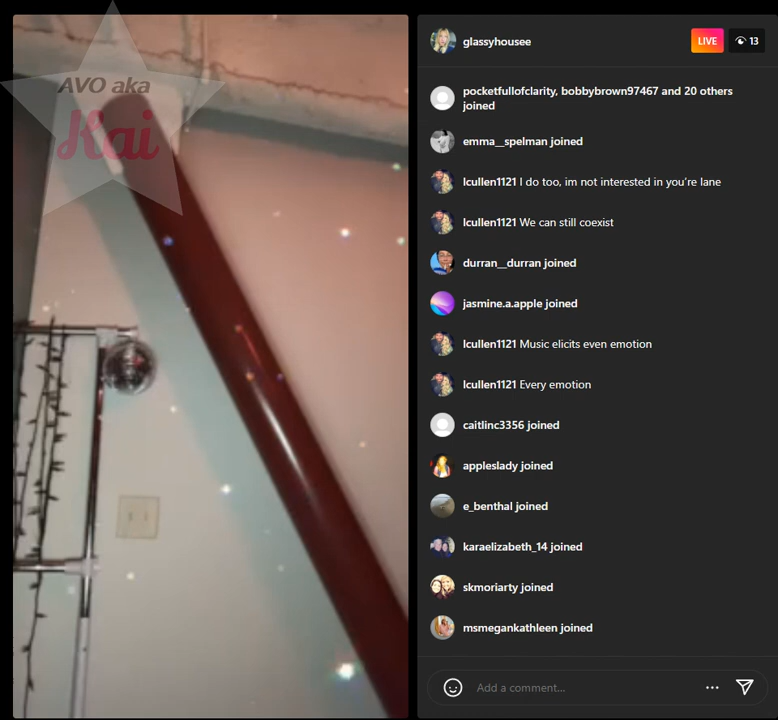 AVO aka
Kai
glassyhousee
LIVE
13
pocketfullofclarity, bobbybrown97467 and 20 others
joined
emma__spelman joined
lcullen1121 I do too, im not interested in you're lane
lcullen1121 We can still coexist
durran__durran joined
jasmine.a.apple joined
lcullen1121 Music elicits even emotion
lcullen1121 Every emotion
caitlinc3356 joined
appleslady joined
e_benthal joined
karaelizabeth_14 joined
skmoriarty joined
msmegankathleen joined
Add a comment...